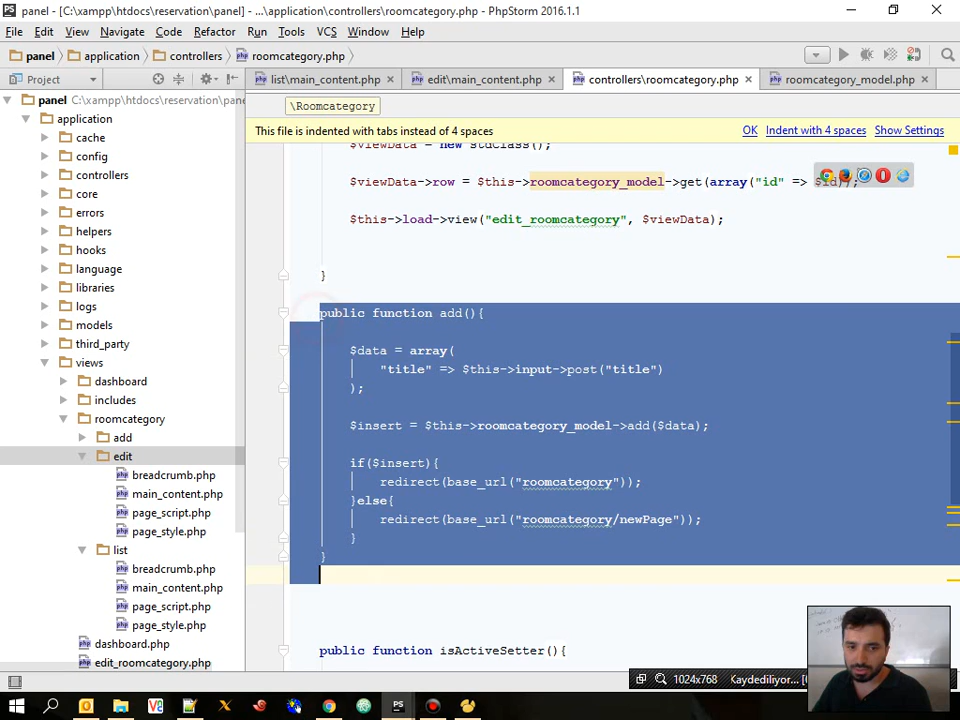 panel - [C:\xampp\htdocs\reservation\panel] - ...\application\controllers\roomcategory.php - PhpStorm 2016.1.1
File Edit View Navigate Code Refactor Run Tools VCS Window Help
panel application controllers roomcategory.php
Project list\main_content.php edit\main_content.php controllers\roomcategory.php roomcategory_model.php
panel C:\xampp\htdocs\reservation\pane
\Roomcategory
application
This file is indented with tabs instead of 4 spaces OK Indent with 4 spaces Show Settings
cache
$viewData = new stdClass();
config
controllers
$viewData->row = $this->roomcategory_model->get(array("id" => $id));
core
errors
$this->load->view("edit_roomcategory", $viewData);
helpers
hooks
language
}
libraries
logs
public function add(){
models
third_party
$data = array(
views
"title" => $this->input->post("title")
dashboard
);
includes
roomcategory
$insert = $this->roomcategory_model->add($data);
add
edit
if($insert){
breadcrumb.php
redirect(base_url("roomcategory"));
main_content.php
}else{
page_script.php
redirect(base_url("roomcategory/newPage"));
page_style.php
}
list
}
breadcrumb.php
main_content.php
page_script.php
page_style.php
dashboard.php
public function isActiveSetter(){
edit_roomcategory.php
1024x768 Kaydediliyor...